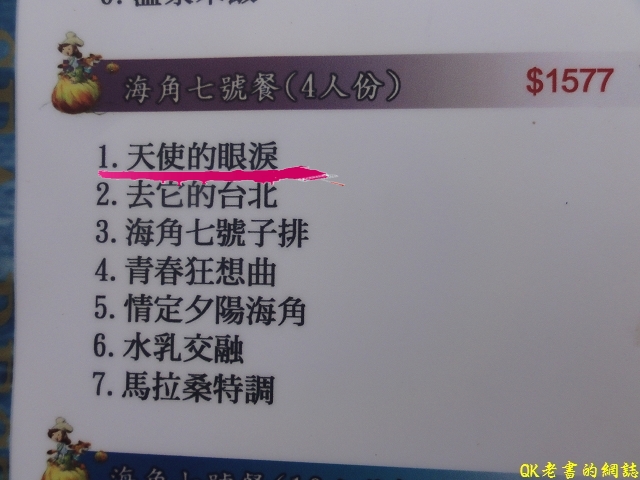 海角七號餐(4人份) $1577
1.天使的眼淚
2.去它的台北
3.海角七號子排
4.青春狂想曲
5.情定夕陽海角
6.水乳交融
7.馬拉桑特調
海角七號餐(1
QK老書的網誌